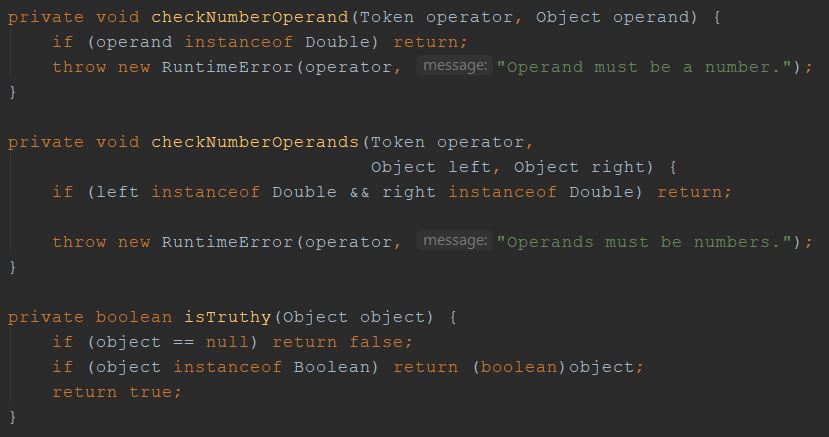 private void checkNumberOperand(Token operator, Object operand) {
    if (operand instanceof Double) return;
    throw new RuntimeError(operator, message: "Operand must be a number.");
}

private void checkNumberOperands(Token operator,
                                 Object left, Object right) {
    if (left instanceof Double && right instanceof Double) return;

    throw new RuntimeError(operator, message: "Operands must be numbers.");
}

private boolean isTruthy(Object object) {
    if (object == null) return false;
    if (object instanceof Boolean) return (boolean)object;
    return true;
}